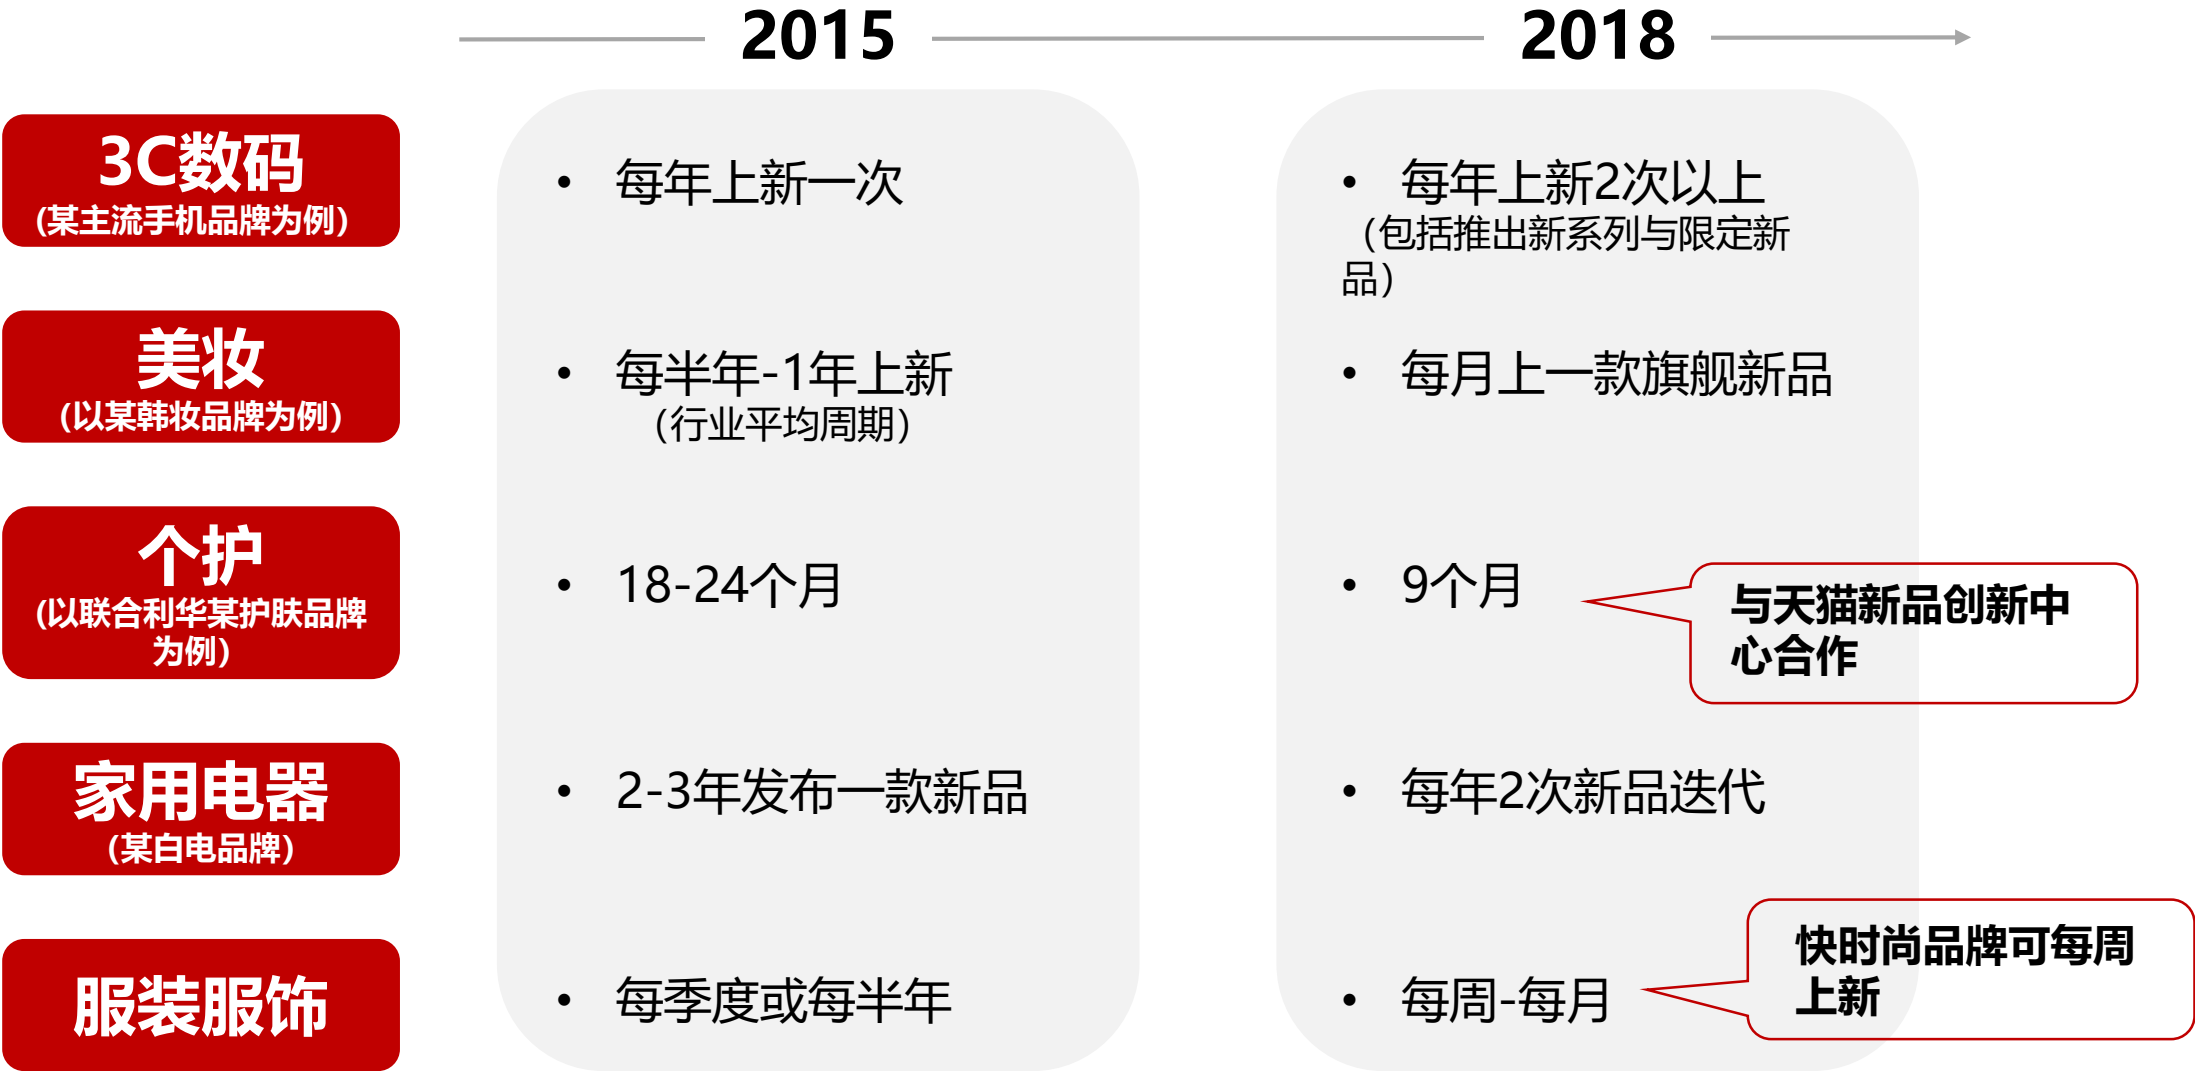 2015
2018
3C数码
(某主流手机品牌为例)
• 每年上新一次
• 每年上新2次以上
（包括推出新系列与限定新
品）
美妆
(以某韩妆品牌为例)
• 每半年-1年上新
（行业平均周期）
• 每月上一款旗舰新品
个护
(以联合利华某护肤品牌
为例)
• 18-24个月
• 9个月
与天猫新品创新中
心合作
家用电器
(某白电品牌)
• 2-3年发布一款新品
• 每年2次新品迭代
服装服饰
• 每季度或每半年
• 每周-每月
快时尚品牌可每周
上新